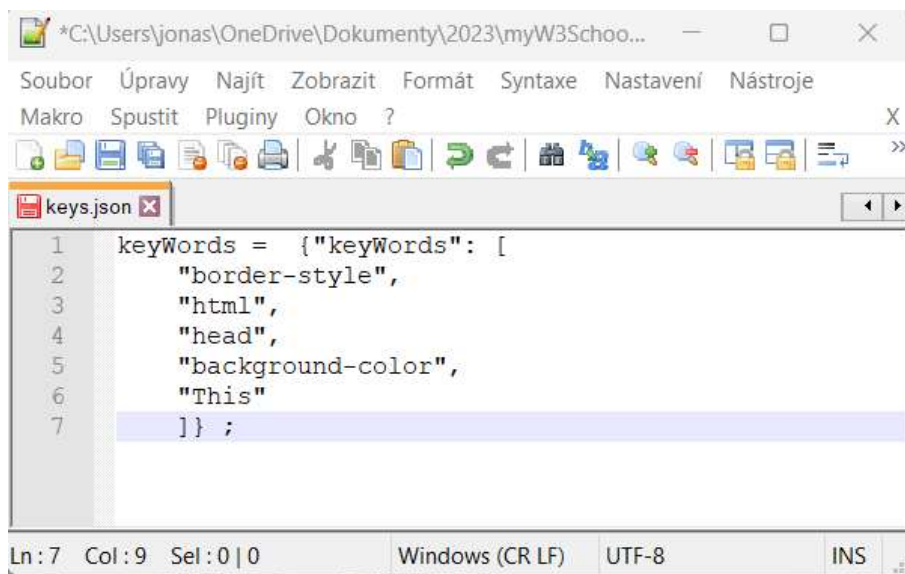 *C:\Users\jonas\OneDrive\Dokumenty\2023\myW3Schoo...
Soubor Úpravy Najít Zobrazit Formát Syntaxe Nastavení Nástroje
Makro Spustit Pluginy Okno ? X
keys.json
1 keyWords =  {"keyWords": [
2     "border-style",
3     "html",
4     "head",
5     "background-color",
6     "This"
7     ]} ;
Ln : 7 Col : 9 Sel : 0 | 0 Windows (CR LF) UTF-8 INS